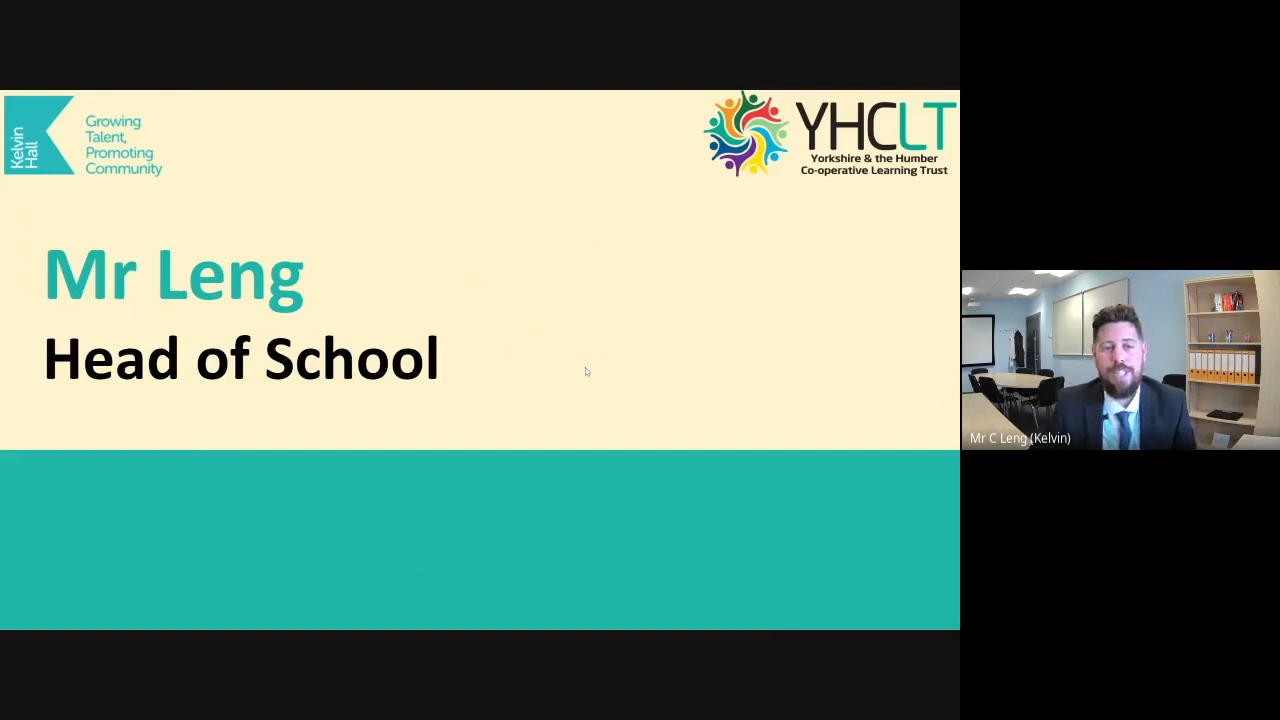 Kelvin
Hall
Growing
Talent,
Promoting
Community
YHCLT
Yorkshire & the Humber
Co-operative Learning Trust
Mr Leng
Head of School
Mr C Leng (Kelvin)